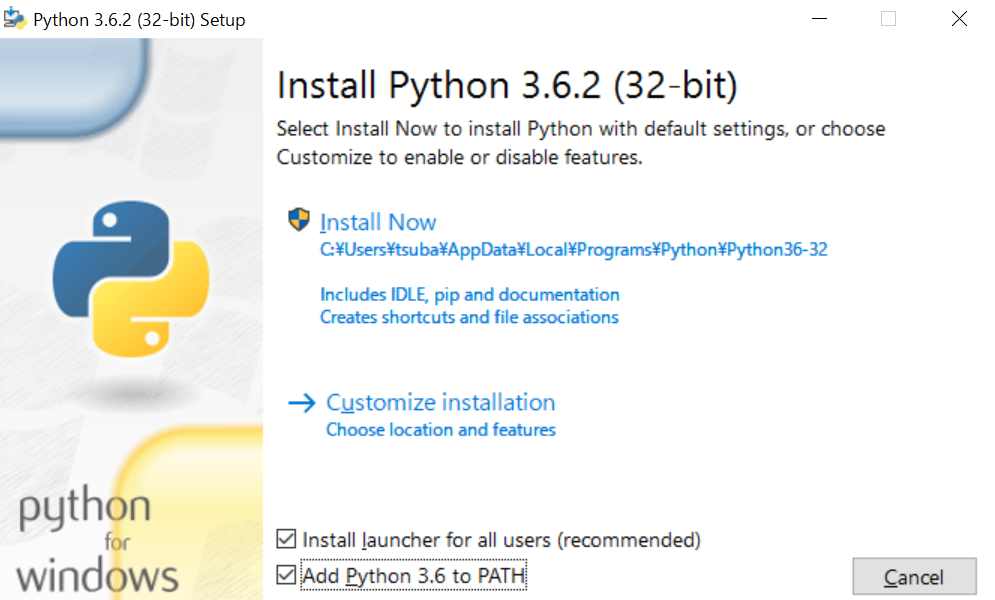 Python 3.6.2 (32-bit) Setup
Install Python 3.6.2 (32-bit)
Select Install Now to install Python with default settings, or choose
Customize to enable or disable features.
Install Now
C:¥Users¥tsuba¥AppData¥Local¥Programs¥Python¥Python36-32
Includes IDLE, pip and documentation
Creates shortcuts and file associations
Customize installation
Choose location and features
python
for
windows
Install launcher for all users (recommended)
Add Python 3.6 to PATH
Cancel